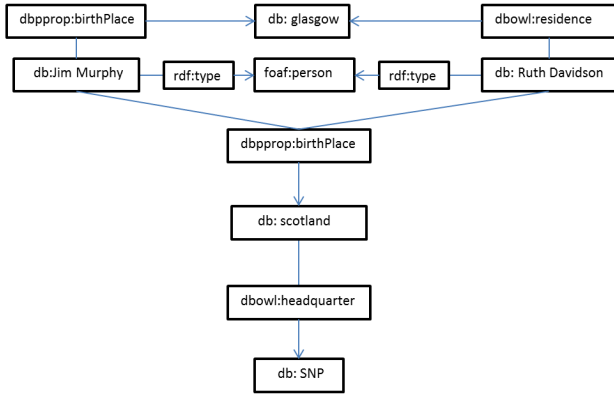 dbpprop:birthPlace
db: glasgow
dbowl:residence
db:Jim Murphy
rdf:type
foaf:person
rdf:type
db: Ruth Davidson
dbpprop:birthPlace
db: scotland
dbowl:headquarter
db: SNP